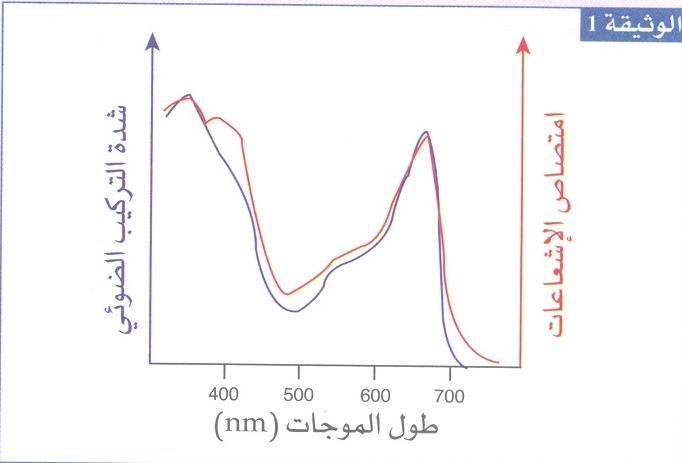 الوثيقة 1
شدة التركيب الضوئي
امتصاص الإشعاعات
400 500 600 700
طول الموجات (nm)